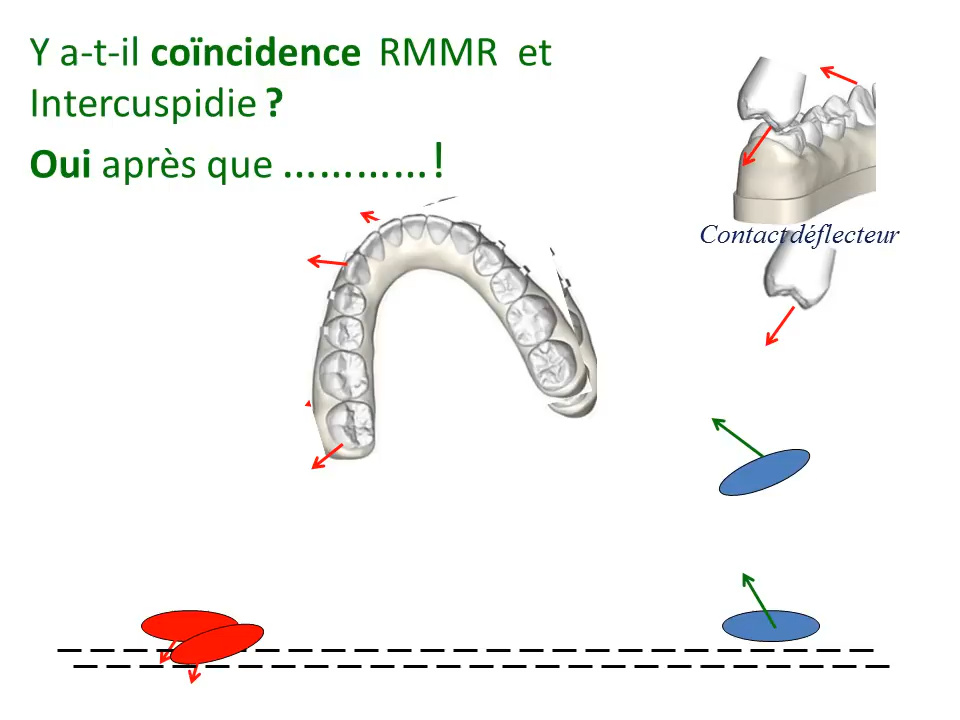 Y a-t-il coïncidence RMMR et
Intercuspidie ?
Oui après que …………!
Contact déflecteur